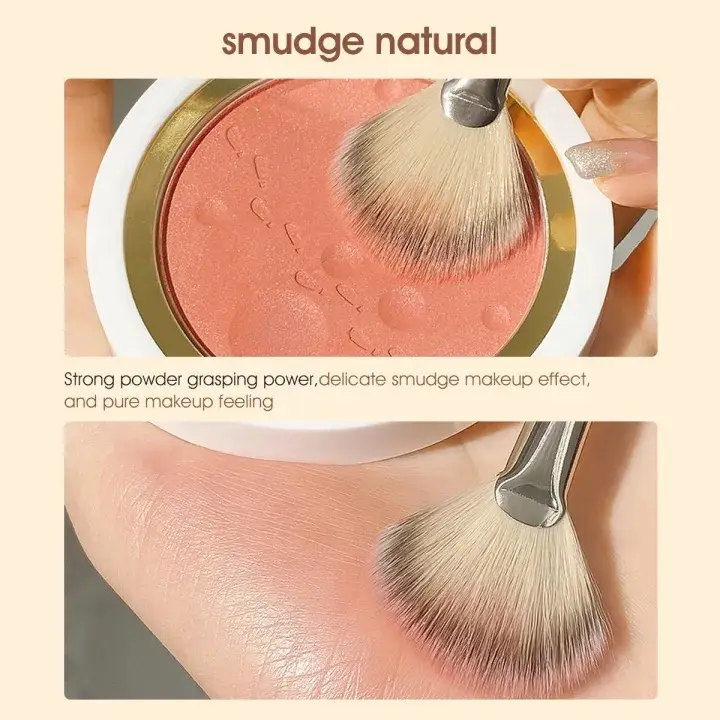 smudge natural
Strong powder grasping power,delicate smudge makeup effect,
and pure makeup feeling